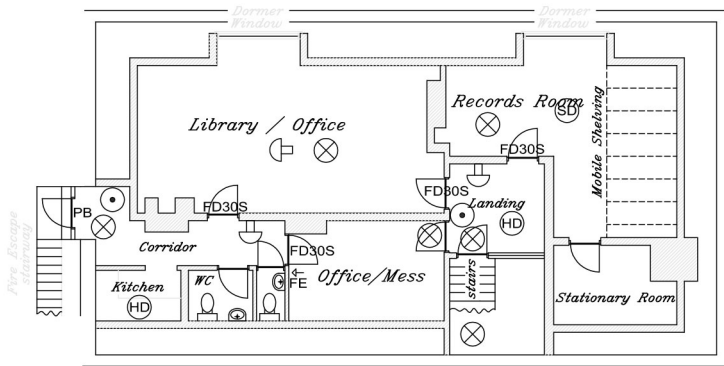 Dormer
Window
Dormer
Window
Library / Office
Records Room
SD
Mobile Shelving
FD30S
FD30S
FD30S
Landing
HD
PB
Fire Escape
stairway
Corridor
FD30S
FE
Office/Mess
Kitchen
HD
WC
stairs
Stationary Room